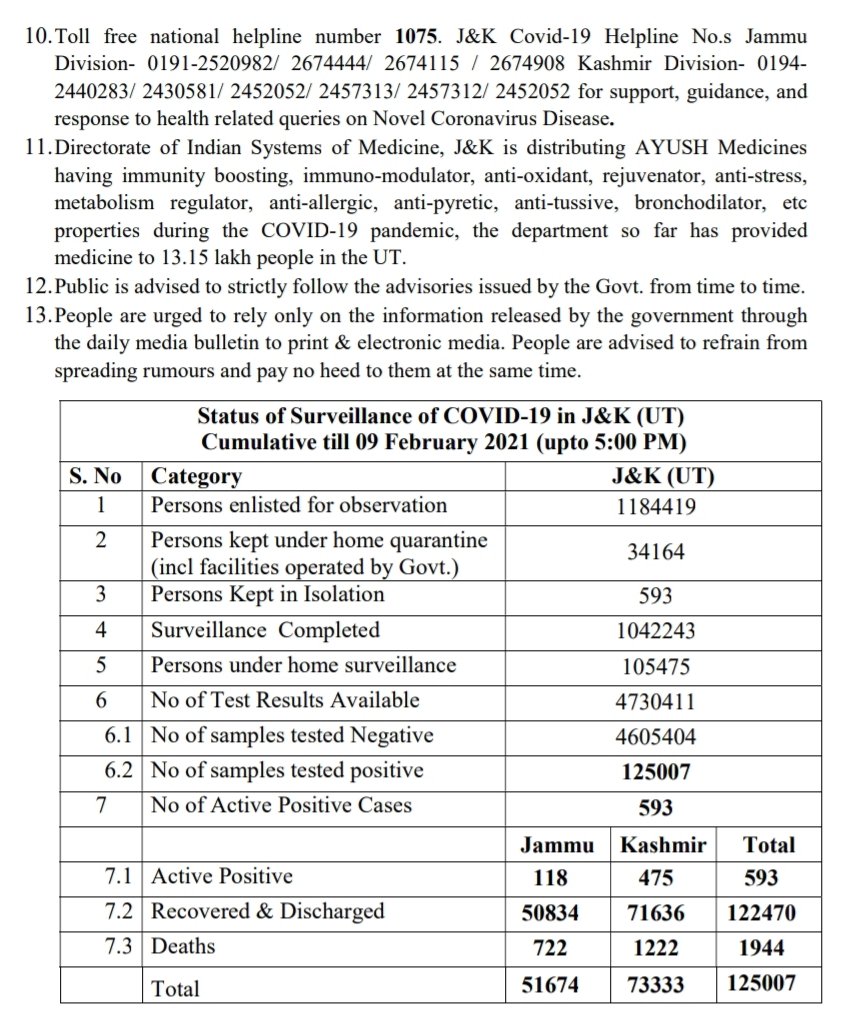 10.Toll free national helpline number 1075. J&K Covid-19 Helpline No.s Jammu
Division- 0191-2520982/ 2674444/ 2674115 / 2674908 Kashmir Division- 0194-
2440283/ 2430581/ 2452052/ 2457313/ 2457312/ 2452052 for support, guidance, and
response to health related queries on Novel Coronavirus Disease.
11.Directorate of Indian Systems of Medicine, J&K is distributing AYUSH Medicines
having immunity boosting, immuno-modulator, anti-oxidant, rejuvenator, anti-stress,
metabolism regulator, anti-allergic, anti-pyretic, anti-tussive, bronchodilator, etc
properties during the COVID-19 pandemic, the department so far has provided
medicine to 13.15 lakh people in the UT.
12.Public is advised to strictly follow the advisories issued by the Govt. from time to time.
13.People are urged to rely only on the information released by the government through
the daily media bulletin to print & electronic media. People are advised to refrain from
spreading rumours and pay no heed to them at the same time.
Status of Surveillance of COVID-19 in J&K (UT)
Cumulative till 09 February 2021 (upto 5:00 PM)
S. No Category J&K (UT)
1 Persons enlisted for observation 1184419
2 Persons kept under home quarantine
(incl facilities operated by Govt.) 34164
3 Persons Kept in Isolation 593
4 Surveillance Completed 1042243
5 Persons under home surveillance 105475
6 No of Test Results Available 4730411
6.1 No of samples tested Negative 4605404
6.2 No of samples tested positive 125007
7 No of Active Positive Cases 593
Jammu Kashmir Total
7.1 Active Positive 118 475 593
7.2 Recovered & Discharged 50834 71636 122470
7.3 Deaths 722 1222 1944
Total 51674 73333 125007